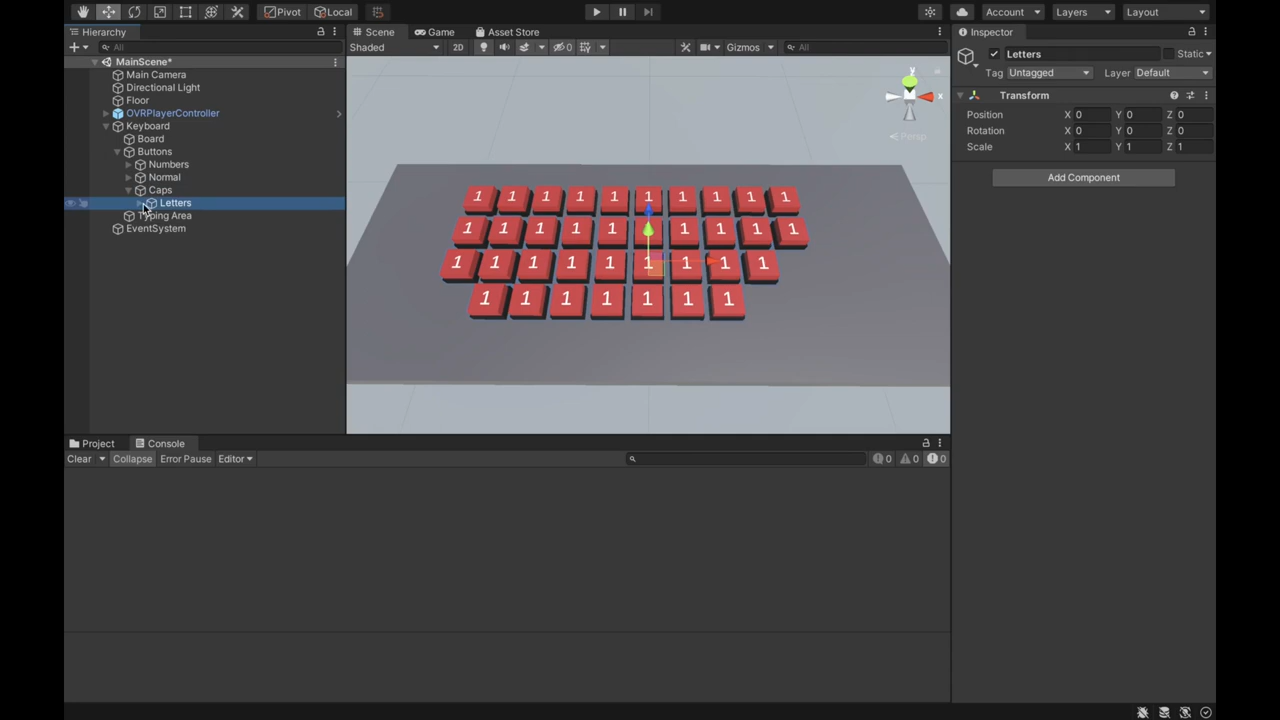 Pivot Local Account Layers Layout
Hierarchy Scene Game Asset Store Inspector
All Shaded 2D 0 Gizmos All Letters Static
MainScene*
Main Camera Tag Untagged Layer Default
Directional Light
Floor Transform
OVRPlayerController Position X 0 Y 0 Z 0
Keyboard Rotation X 0 Y 0 Z 0
Board Scale X 1 Y 1 Z 1
Buttons
Numbers
Normal Add Component
Caps
Letters
Typing Area
EventSystem
y
x
Persp
1 1 1 1 1 1 1 1 1 1
1 1 1 1 1 1 1 1 1 1
1 1 1 1 1 1 1 1 1
1 1 1 1 1 1 1
Project Console
Clear Collapse Error Pause Editor 0 0 0